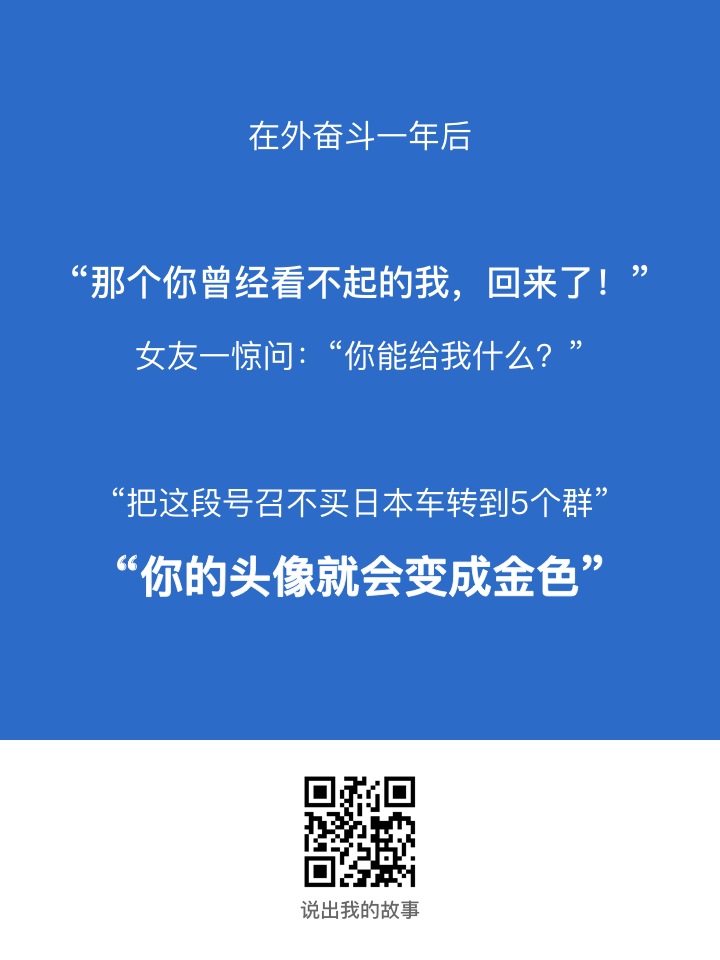 在外奋斗一年后
“那个你曾经看不起的我，回来了！”
女友一惊问：“你能给我什么？”
“把这段号召不买日本车转到5个群”
“你的头像就会变成金色”
说出我的故事